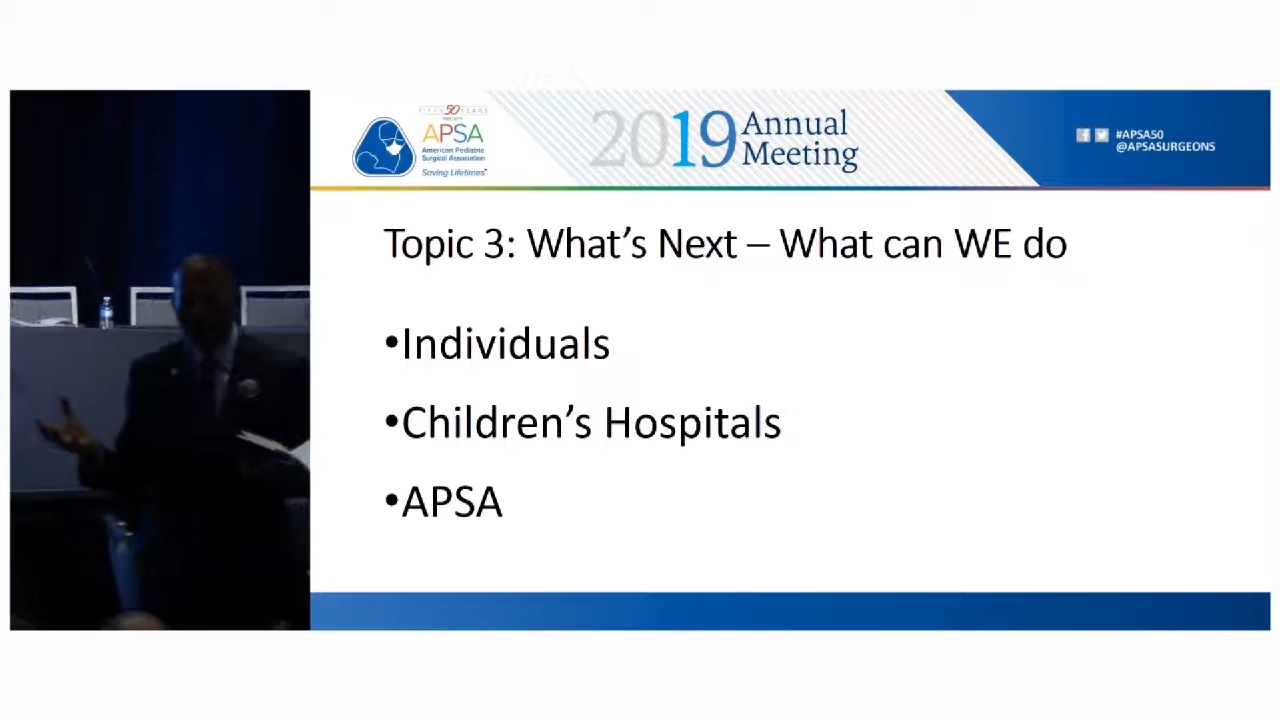 FIFTY 50 YEARS
APSA
American Pediatric
Surgical Association
Saving Lifetimes
2019 Annual
Meeting
#APSA50
@APSASURGEONS
Topic 3: What's Next – What can WE do
•Individuals
•Children's Hospitals
•APSA